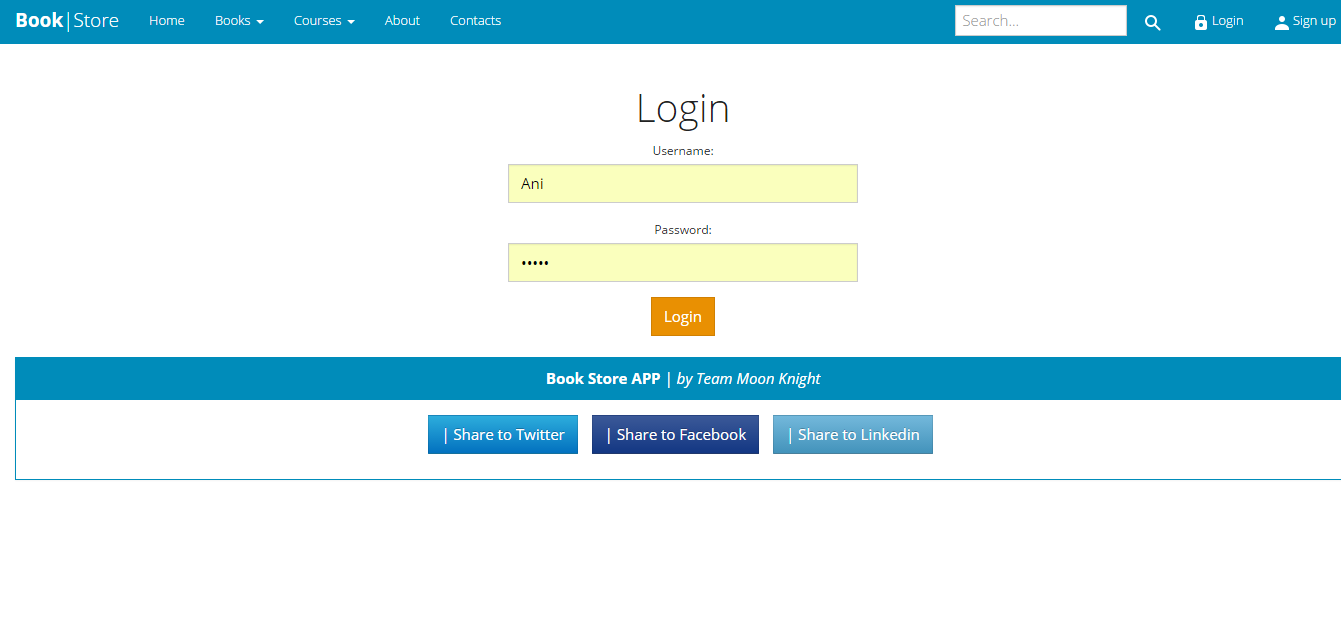 Book|Store Home Books Courses About Contacts Search... Login Sign up
Login
Username:
Ani
Password:
•••••
Login
Book Store APP | by Team Moon Knight
| Share to Twitter | Share to Facebook | Share to Linkedin